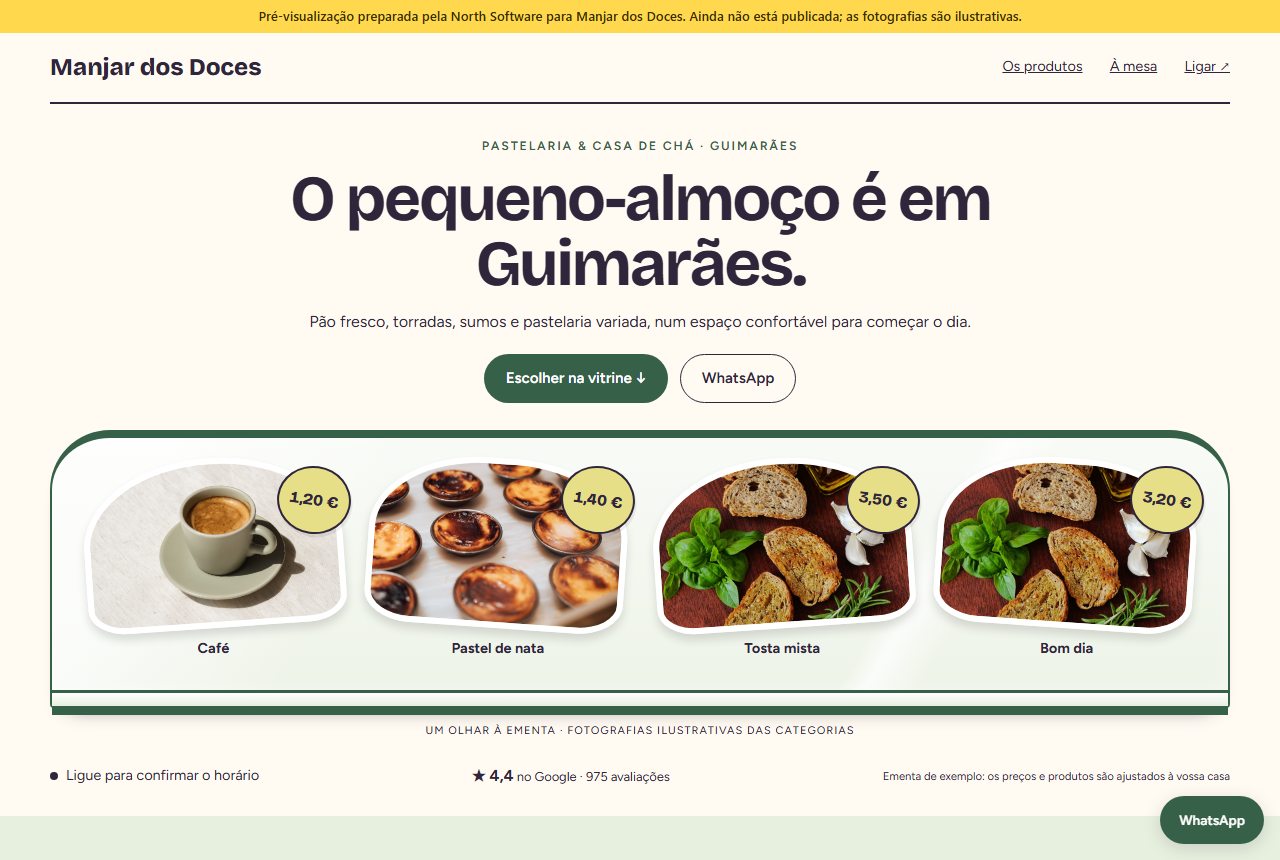 Pré-visualização preparada pela North Software para Manjar dos Doces. Ainda não está publicada; as fotografias são ilustrativas.
Manjar dos Doces
Os produtos
À mesa
Ligar ↗
PASTELARIA & CASA DE CHÁ · GUIMARÃES
O pequeno-almoço é em
Guimarães.
Pão fresco, torradas, sumos e pastelaria variada, num espaço confortável para começar o dia.
Escolher na vitrine ↓
WhatsApp
1,20 €
1,40 €
3,50 €
3,20 €
Café
Pastel de nata
Tosta mista
Bom dia
UM OLHAR À EMENTA · FOTOGRAFIAS ILUSTRATIVAS DAS CATEGORIAS
Ligue para confirmar o horário
★ 4,4 no Google · 975 avaliações
Ementa de exemplo: os preços e produtos são ajustados à vossa casa
WhatsApp